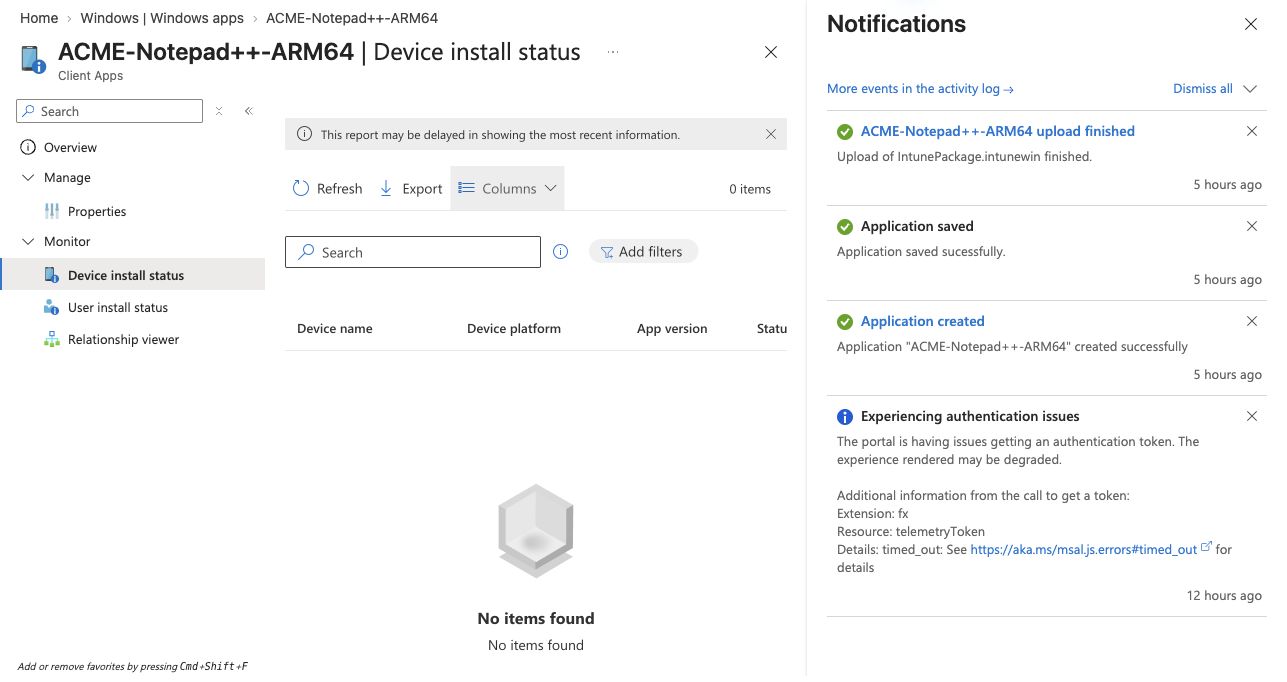 Home › Windows | Windows apps › ACME-Notepad++-ARM64
ACME-Notepad++-ARM64 | Device install status ...
Client Apps
Search
Overview
Manage
Properties
Monitor
Device install status
User install status
Relationship viewer
Add or remove favorites by pressing Cmd+Shift+F
This report may be delayed in showing the most recent information.
Refresh Export Columns 0 items
Search Add filters
Device name Device platform App version Statu
No items found
No items found
Notifications
More events in the activity log → Dismiss all
ACME-Notepad++-ARM64 upload finished
Upload of IntunePackage.intunewin finished.
5 hours ago
Application saved
Application saved sucessfully.
5 hours ago
Application created
Application "ACME-Notepad++-ARM64" created successfully
5 hours ago
Experiencing authentication issues
The portal is having issues getting an authentication token. The
experience rendered may be degraded.
Additional information from the call to get a token:
Extension: fx
Resource: telemetryToken
Details: timed_out: See https://aka.ms/msal.js.errors#timed_out for
details
12 hours ago